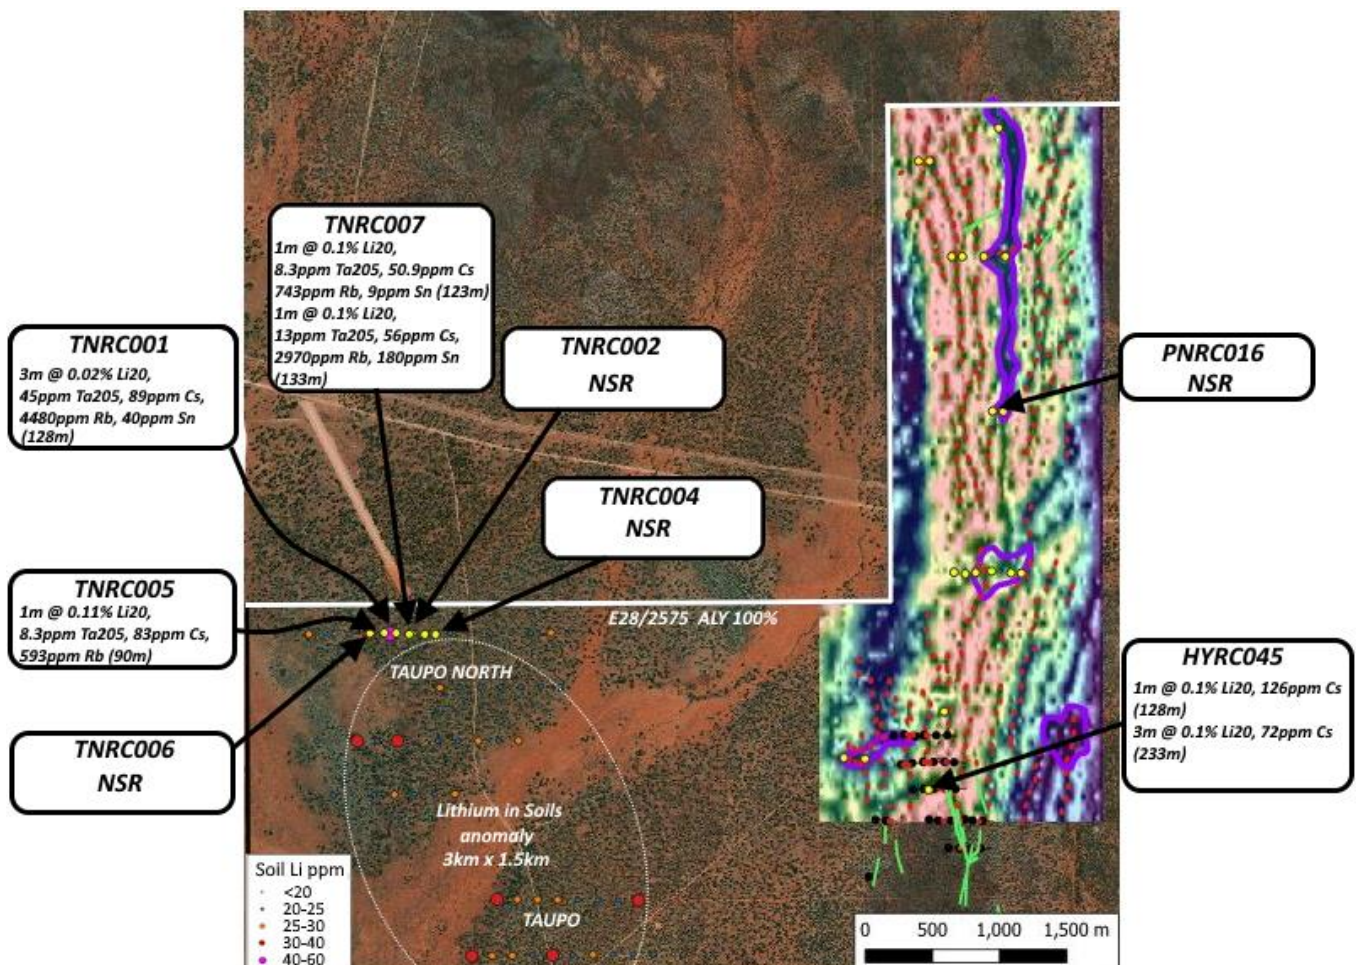 TNRC007
1m @ 0.1% Li20,
8.3ppm Ta205, 50.9ppm Cs
743ppm Rb, 9ppm Sn (123m)
1m @ 0.1% Li20,
13ppm Ta205, 56ppm Cs,
2970ppm Rb, 180ppm Sn
(133m)
TNRC001
3m @ 0.02% Li20,
45ppm Ta205, 89ppm Cs,
4480ppm Rb, 40ppm Sn
(128m)
TNRC002
NSR
PNRC016
NSR
TNRC004
NSR
TNRC005
1m @ 0.11% Li20,
8.3ppm Ta205, 83ppm Cs,
593ppm Rb (90m)
E28/2575 ALY 100%
TAUPO NORTH
HYRC045
1m @ 0.1% Li20, 126ppm Cs
(128m)
3m @ 0.1% Li20, 72ppm Cs
(233m)
TNRC006
NSR
Lithium in Soils
anomaly
3km x 1.5km
TAUPO
Soil Li ppm
<20
20-25
25-30
30-40
40-60
0 500 1,000 1,500 m